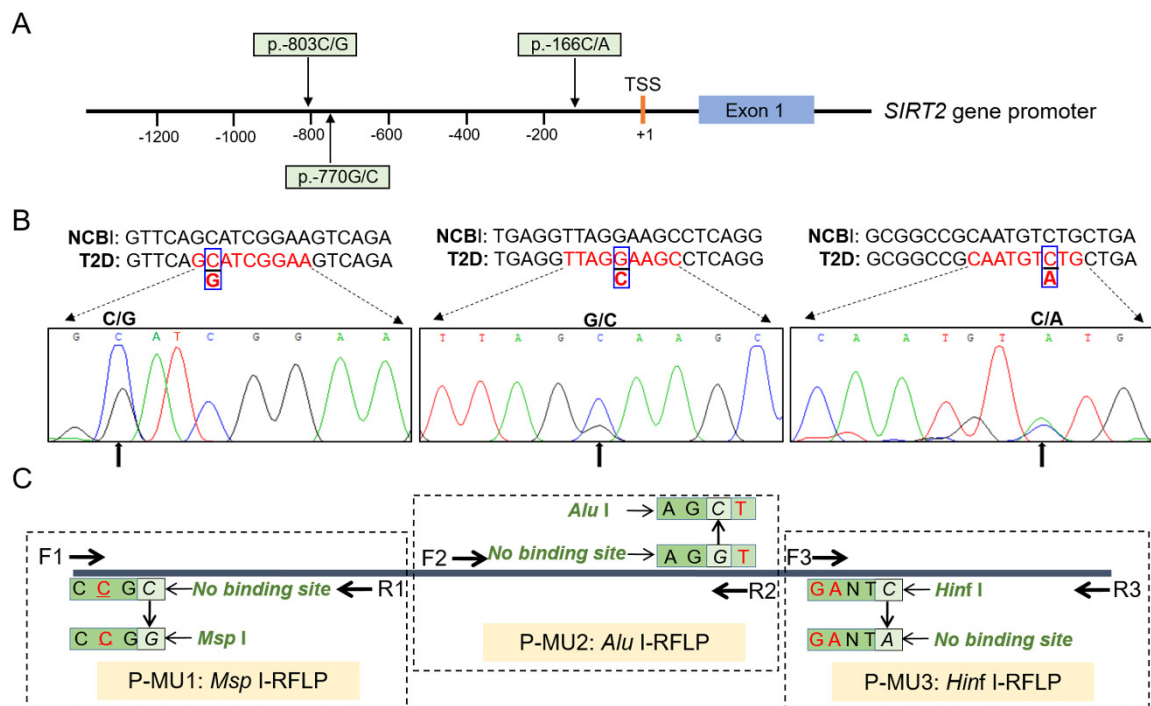 A
p.-803C/G
p.-166C/A
TSS
Exon 1
SIRT2 gene promoter
-1200
-1000
-800
-600
-400
-200
+1
p.-770G/C
B
NCBI: GTTCAGCATCGGAAGTCAGA
T2D: GTTCAGCATCGGAAGTCAGA
G
C/G
G C A T C G G A A
NCBI: TGAGGTTAGGAAGCCTCAGG
T2D: TGAGGTTAGGAAGCCTCAGG
C
G/C
T T A G C A A G C
NCBI: GCGGCCGCAATGTCTGCTGA
T2D: GCGGCCGCAATGTCTGCTGA
A
C/A
C A A T G T A T G
C
F1
C C G C
No binding site
R1
C C G G
Msp I
P-MU1: Msp I-RFLP
Alu I
A G C T
F2
No binding site
A G G T
R2
P-MU2: Alu I-RFLP
F3
GANTC
Hinf I
R3
GANTA
No binding site
P-MU3: Hinf I-RFLP